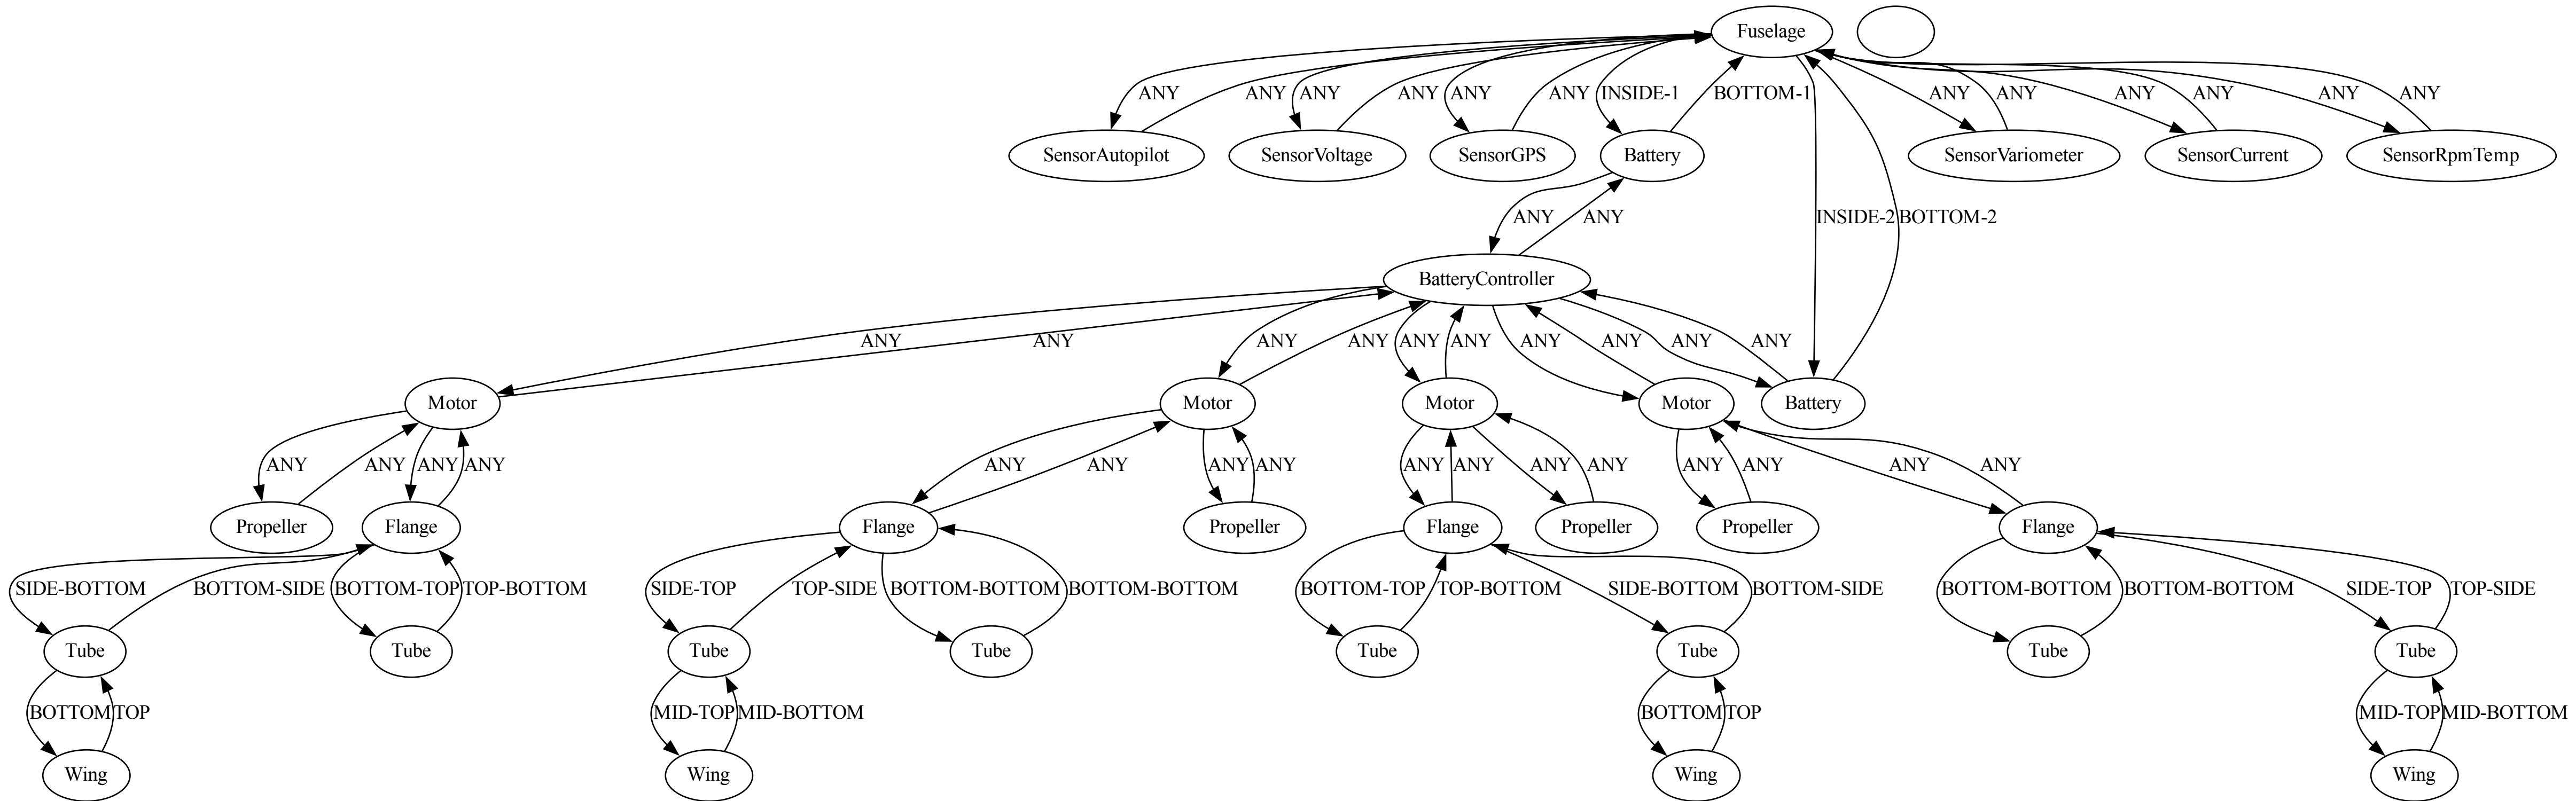 Fuselage
ANY ANY ANY ANY ANY ANY INSIDE-1 BOTTOM-1 ANY ANY ANY ANY ANY
SensorAutopilot SensorVoltage SensorGPS Battery SensorVariometer SensorCurrent SensorRpmTemp
ANY ANY INSIDE-2 BOTTOM-2
BatteryController
ANY ANY ANY ANY ANY ANY ANY ANY ANY ANY
Motor Motor Motor Motor Battery
ANY ANY ANY ANY ANY ANY ANY ANY ANY ANY ANY ANY ANY ANY ANY ANY
Propeller Flange Flange Propeller Flange Propeller Propeller Flange
SIDE-BOTTOM BOTTOM-SIDE BOTTOM-TOP TOP-BOTTOM SIDE-TOP TOP-SIDE BOTTOM-BOTTOM BOTTOM-BOTTOM BOTTOM-TOP TOP-BOTTOM SIDE-BOTTOM BOTTOM-SIDE BOTTOM-BOTTOM BOTTOM-BOTTOM SIDE-TOP TOP-SIDE
Tube Tube Tube Tube Tube Tube Tube Tube
BOTTOM TOP MID-TOP MID-BOTTOM BOTTOM TOP MID-TOP MID-BOTTOM
Wing Wing Wing Wing